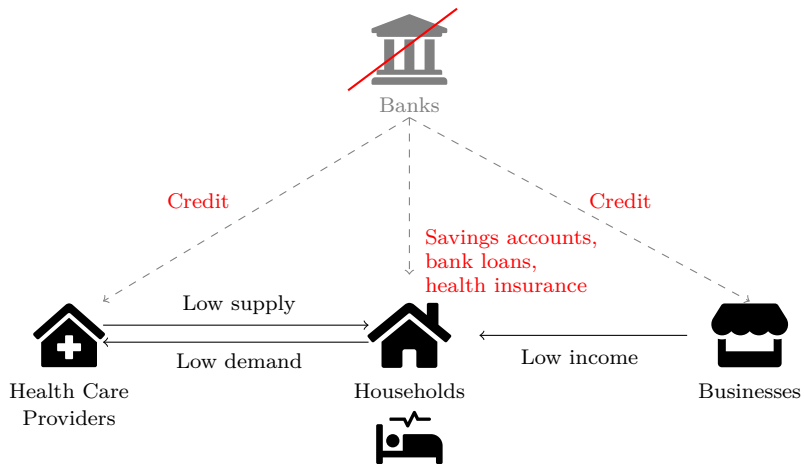 Banks
Credit
Credit
Savings accounts,
bank loans,
health insurance
Low supply
Low demand
Low income
Health Care
Providers
Households
Businesses